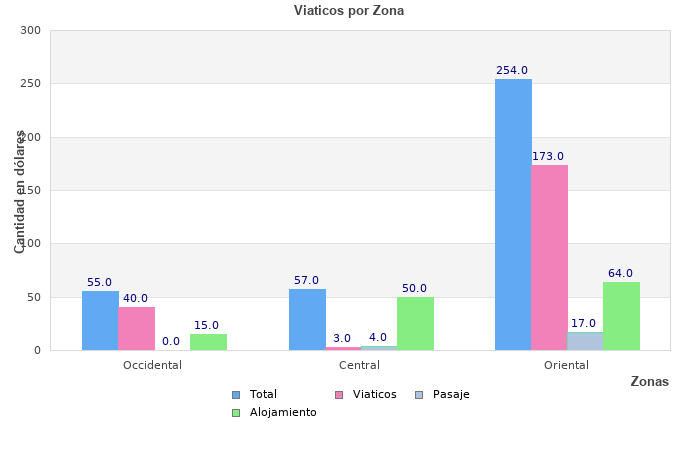 Viaticos por Zona
Cantidad en dólares
300
250
200
150
100
50
0
55.0
40.0
0.0
15.0
57.0
3.0
4.0
50.0
254.0
173.0
17.0
64.0
Occidental
Central
Oriental
Zonas
Total
Viaticos
Pasaje
Alojamiento